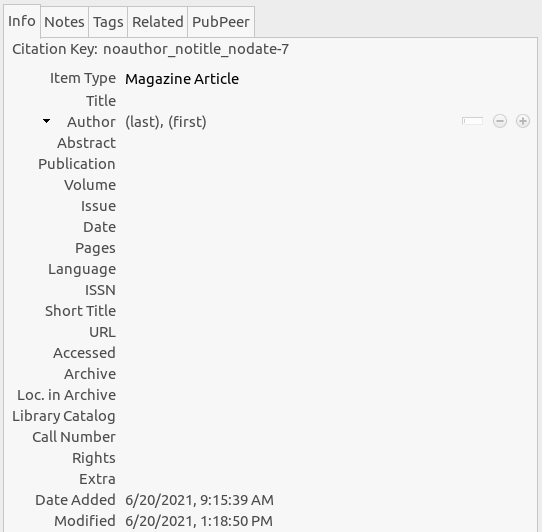 Info Notes Tags Related PubPeer
Citation Key: noauthor_notitle_nodate-7
Item Type Magazine Article
Title
Author (last), (first)
Abstract
Publication
Volume
Issue
Date
Pages
Language
ISSN
Short Title
URL
Accessed
Archive
Loc. in Archive
Library Catalog
Call Number
Rights
Extra
Date Added 6/20/2021, 9:15:39 AM
Modified 6/20/2021, 1:18:50 PM